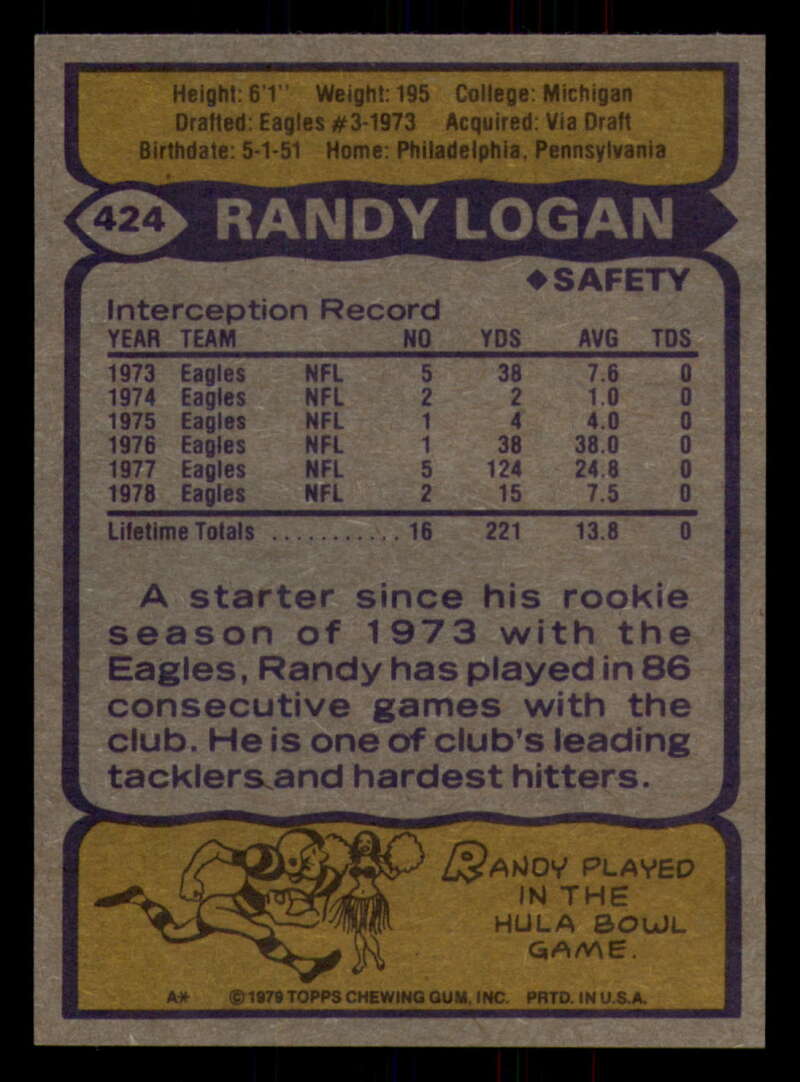 Height: 6'1" Weight: 195 College: Michigan
Drafted: Eagles #3-1973 Acquired: Via Draft
Birthdate: 5-1-51 Home: Philadelphia, Pennsylvania
424 RANDY LOGAN
◆SAFETY
Interception Record
YEAR TEAM NO YDS AVG TDS
1973 Eagles NFL 5 38 7.6 0
1974 Eagles NFL 2 2 1.0 0
1975 Eagles NFL 1 4 4.0 0
1976 Eagles NFL 1 38 38.0 0
1977 Eagles NFL 5 124 24.8 0
1978 Eagles NFL 2 15 7.5 0
Lifetime Totals ........... 16 221 13.8 0
A starter since his rookie
season of 1973 with the
Eagles, Randy has played in 86
consecutive games with the
club. He is one of club's leading
tacklers and hardest hitters.
RANDY PLAYED
IN THE
HULA BOWL
GAME.
A* ©1979 TOPPS CHEWING GUM, INC. PRTD. IN U.S.A.